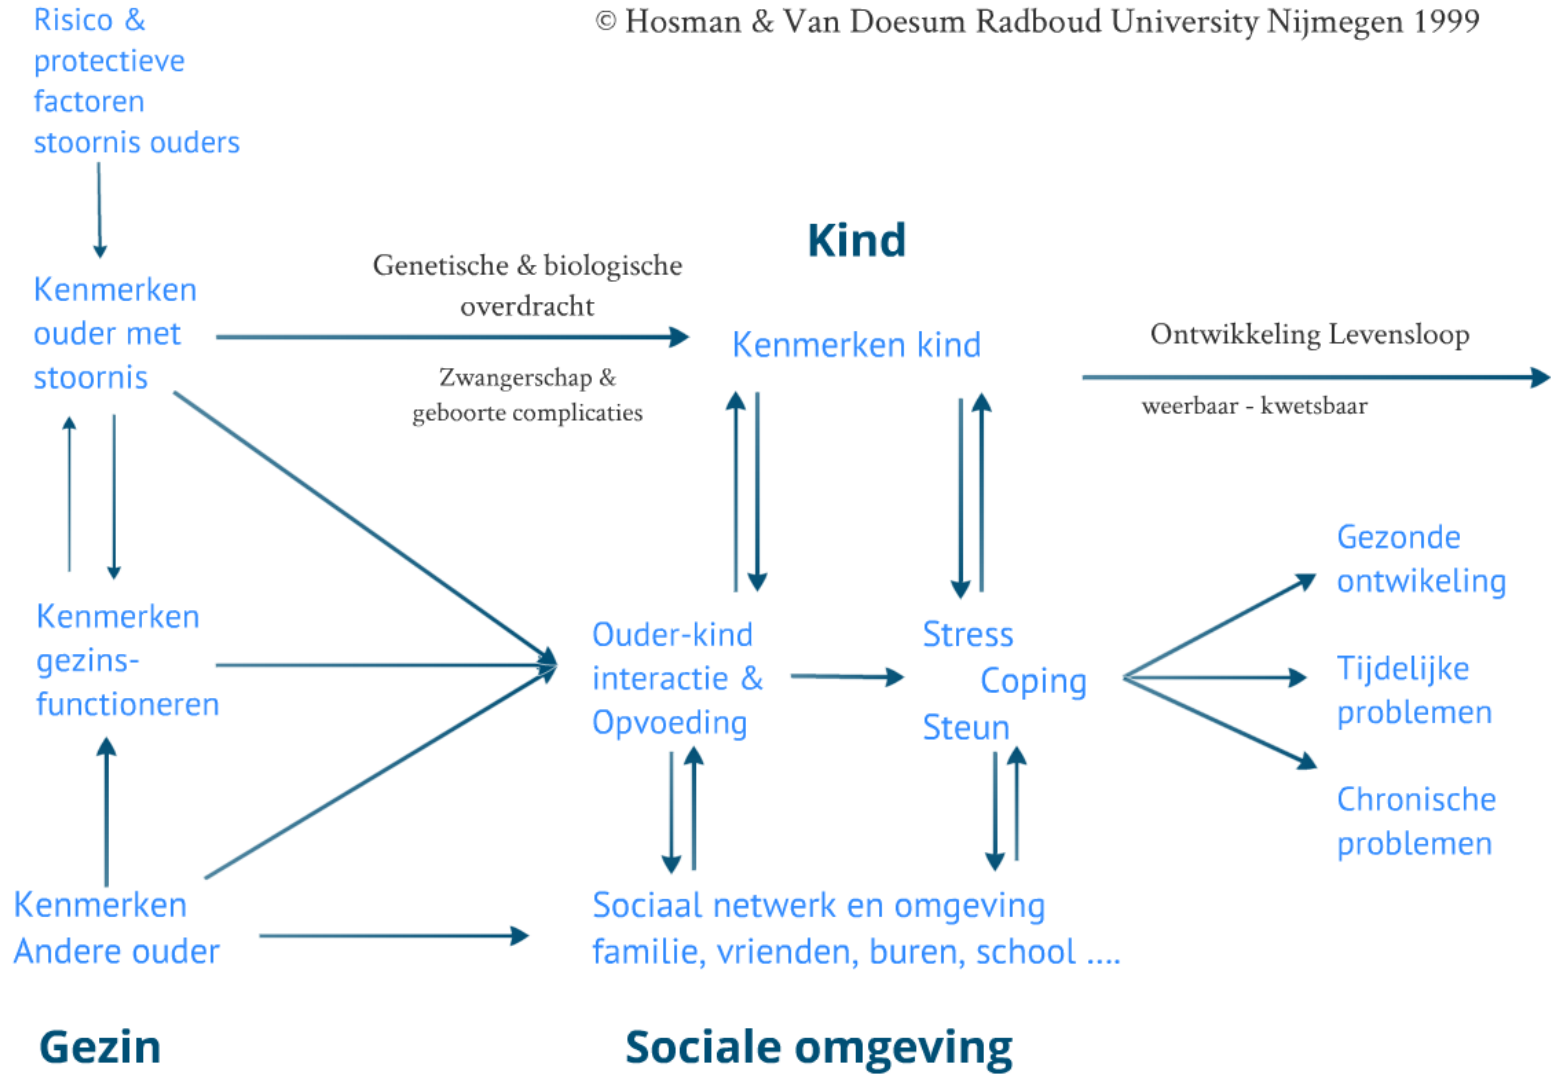 © Hosman & Van Doesum Radboud University Nijmegen 1999
Risico &
protectieve
factoren
stoornis ouders
Kind
Kenmerken
ouder met
stoornis
Genetische & biologische
overdracht
Zwangerschap &
geboorte complicaties
Kenmerken kind
Ontwikkeling Levensloop
weerbaar - kwetsbaar
Kenmerken
gezins-
functioneren
Ouder-kind
interactie &
Opvoeding
Stress
Coping
Steun
Gezonde
ontwikeling
Tijdelijke
problemen
Chronische
problemen
Kenmerken
Andere ouder
Sociaal netwerk en omgeving
familie, vrienden, buren, school ....
Gezin
Sociale omgeving